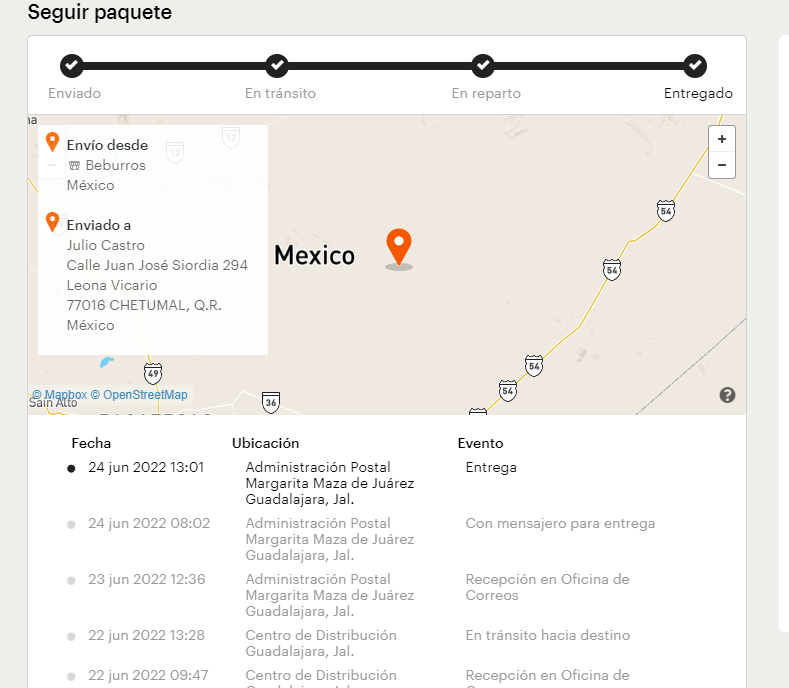 Seguir paquete
Enviado
En tránsito
En reparto
Entregado
na
Envío desde
Beburros
México
Enviado a
Julio Castro
Calle Juan José Siordia 294
Leona Vicario
77016 CHETUMAL, Q.R.
México
12
12
+
−
Mexico
54
54
54
54
49
36
© Mapbox © OpenStreetMap
Sain Alto
?
Fecha Ubicación Evento
24 jun 2022 13:01 Administración Postal Entrega
Margarita Maza de Juárez
Guadalajara, Jal.
24 jun 2022 08:02 Administración Postal Con mensajero para entrega
Margarita Maza de Juárez
Guadalajara, Jal.
23 jun 2022 12:36 Administración Postal Recepción en Oficina de
Margarita Maza de Juárez Correos
Guadalajara, Jal.
22 jun 2022 13:28 Centro de Distribución En tránsito hacia destino
Guadalajara, Jal.
22 jun 2022 09:47 Centro de Distribución Recepción en Oficina de